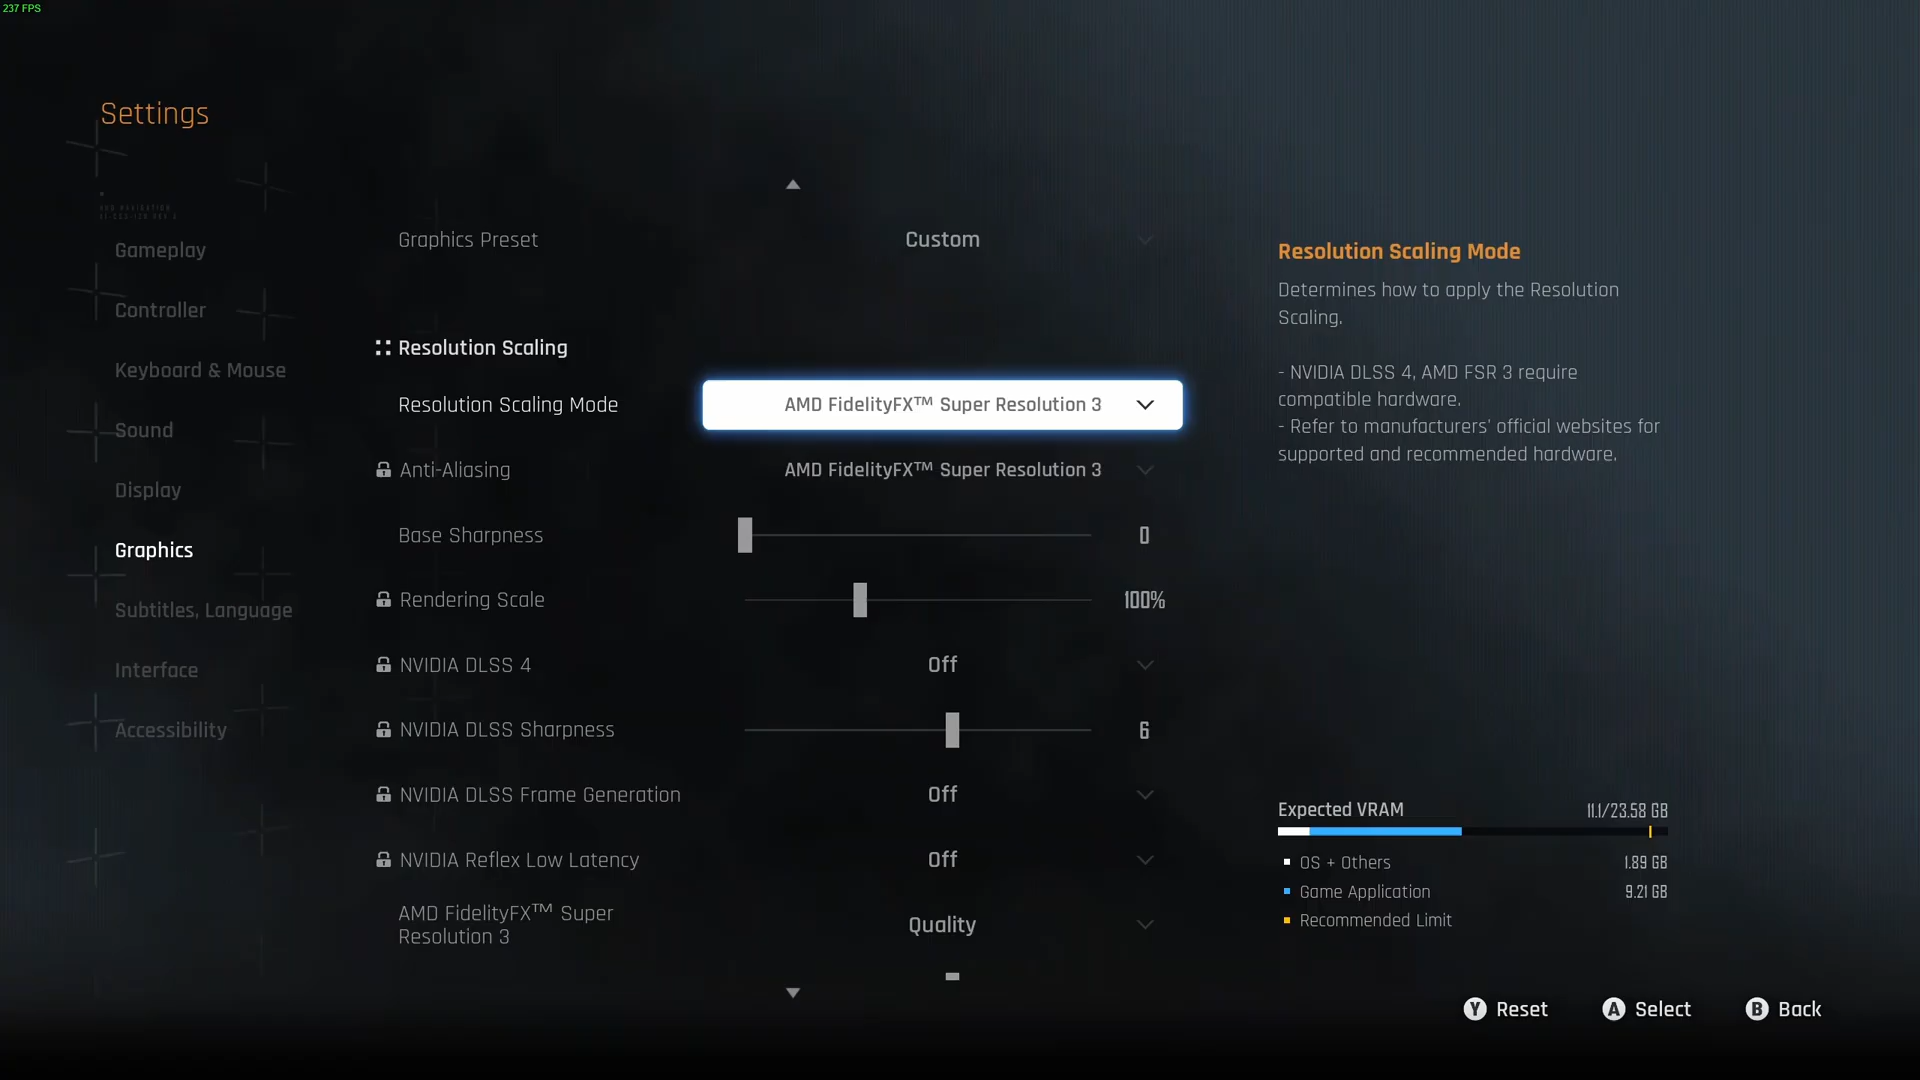 237 FPS
Settings
Gameplay
Controller
Keyboard & Mouse
Sound
Display
Graphics
Subtitles, Language
Interface
Accessibility
Graphics Preset
Custom
Resolution Scaling
Resolution Scaling Mode
AMD FidelityFX™ Super Resolution 3
Anti-Aliasing
AMD FidelityFX™ Super Resolution 3
Base Sharpness
0
Rendering Scale
100%
NVIDIA DLSS 4
Off
NVIDIA DLSS Sharpness
6
NVIDIA DLSS Frame Generation
Off
NVIDIA Reflex Low Latency
Off
AMD FidelityFX™ Super
Resolution 3
Quality
Resolution Scaling Mode
Determines how to apply the Resolution
Scaling.
- NVIDIA DLSS 4, AMD FSR 3 require
compatible hardware.
- Refer to manufacturers' official websites for
supported and recommended hardware.
Expected VRAM
11.1/23.58 GB
OS + Others
1.89 GB
Game Application
9.21 GB
Recommended Limit
Y Reset
A Select
B Back